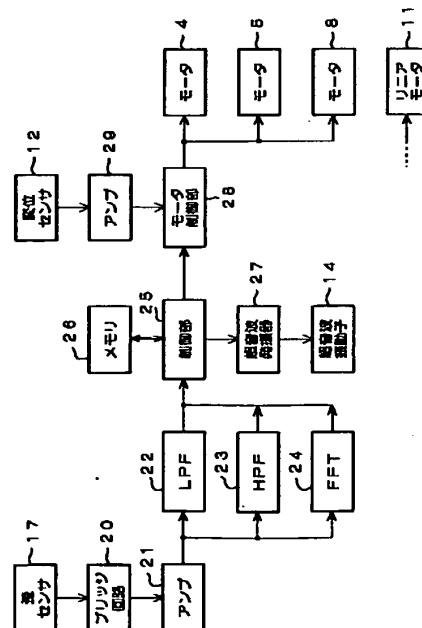 17
歪
センサ
20
ブリッジ
回路
21
アンプ
22
LPF
23
HPF
24
FFT
26
メモリ
25
制御部
27
超音波
発振器
14
超音波
振動子
12
変位
センサ
29
アンプ
モータ
制御部
28
モータ
4
モータ
6
モータ
8
リニア
モータ
11